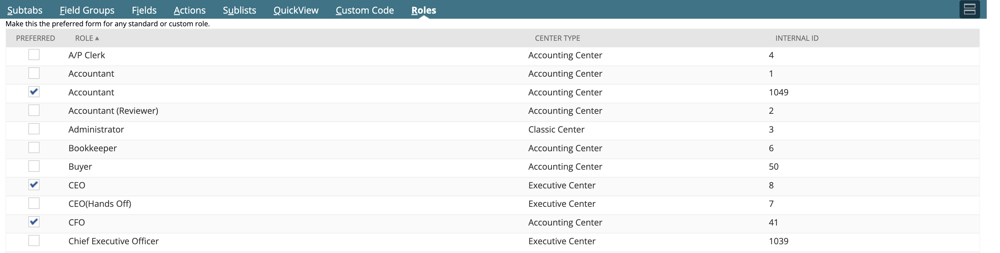 Subtabs Field Groups Fields Actions Sublists QuickView Custom Code Roles
Make this the preferred form for any standard or custom role.
PREFERRED ROLE CENTER TYPE INTERNAL ID
A/P Clerk Accounting Center 4
Accountant Accounting Center 1
Accountant Accounting Center 1049
Accountant (Reviewer) Accounting Center 2
Administrator Classic Center 3
Bookkeeper Accounting Center 6
Buyer Accounting Center 50
CEO Executive Center 8
CEO(Hands Off) Executive Center 7
CFO Accounting Center 41
Chief Executive Officer Executive Center 1039